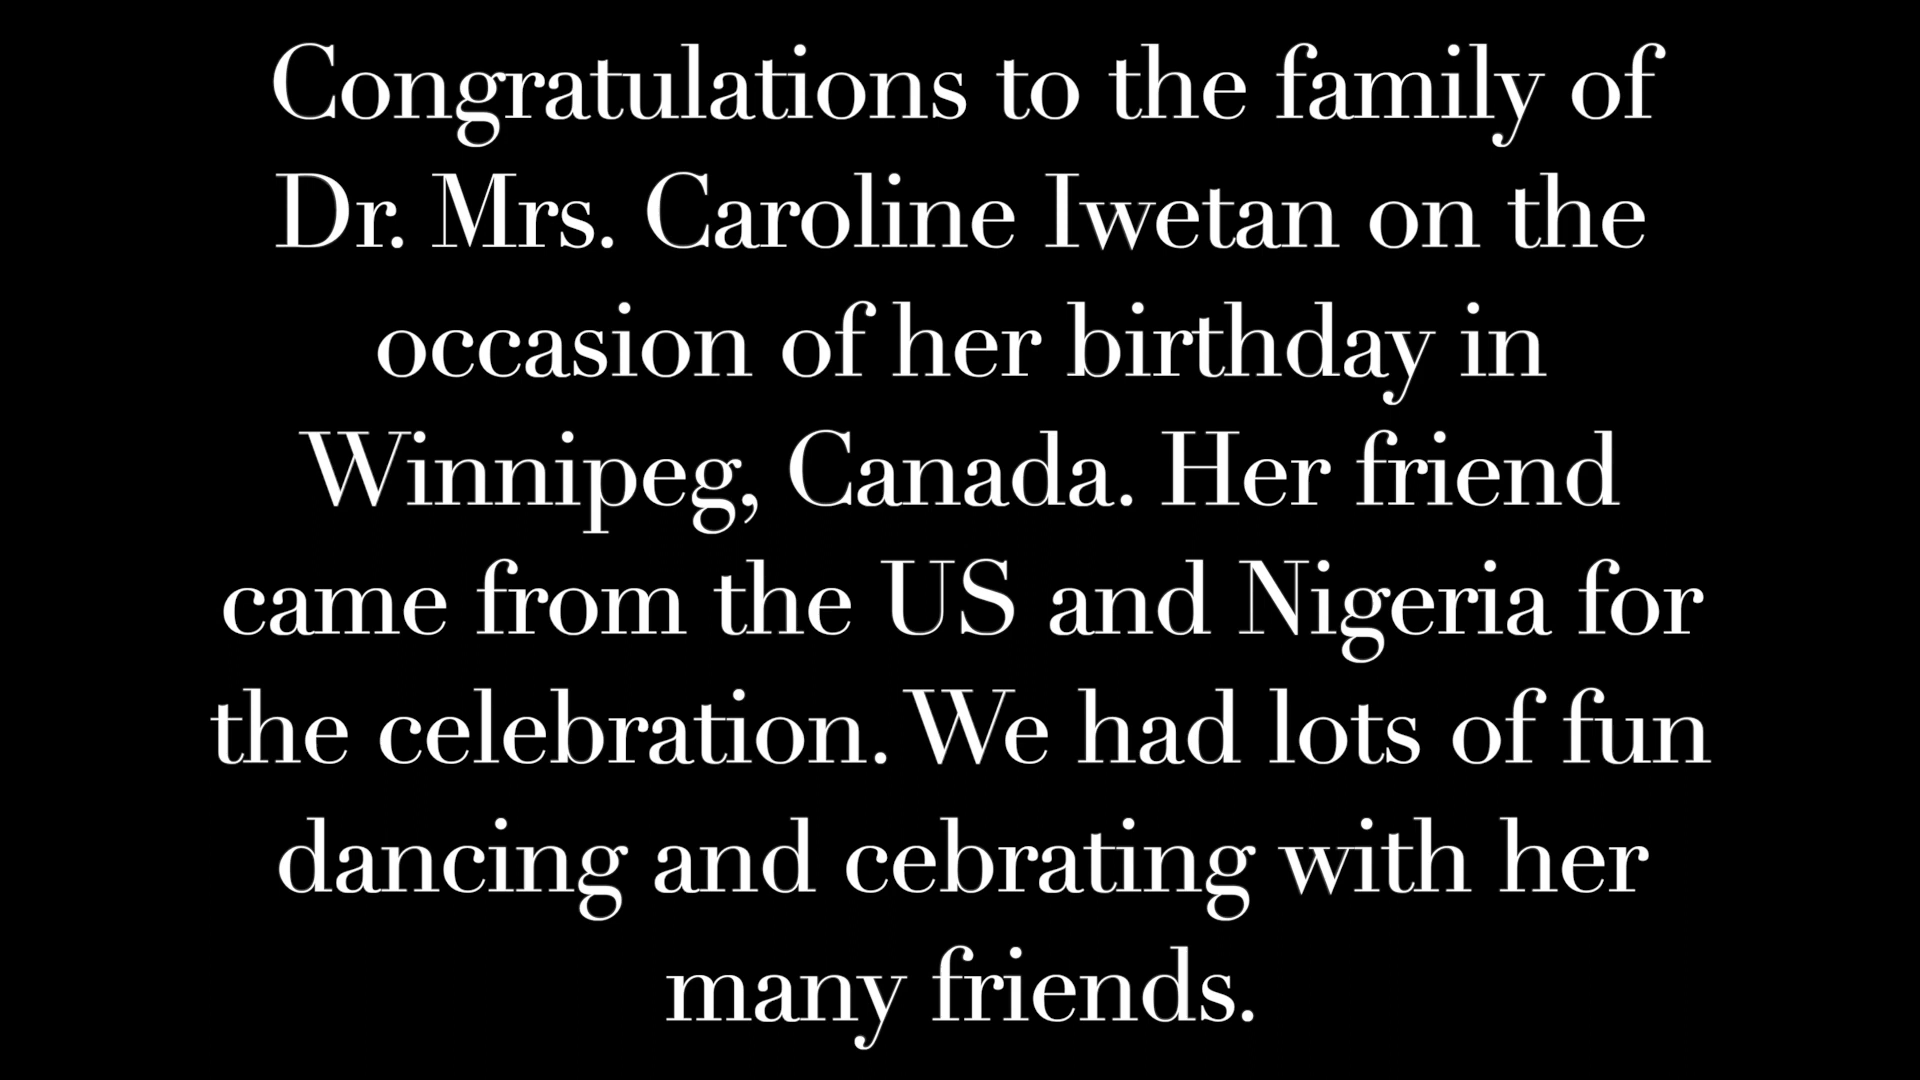 Congratulations to the family of
Dr. Mrs. Caroline Iwetan on the
occasion of her birthday in
Winnipeg, Canada. Her friend
came from the US and Nigeria for
the celebration. We had lots of fun
dancing and cebrating with her
many friends.